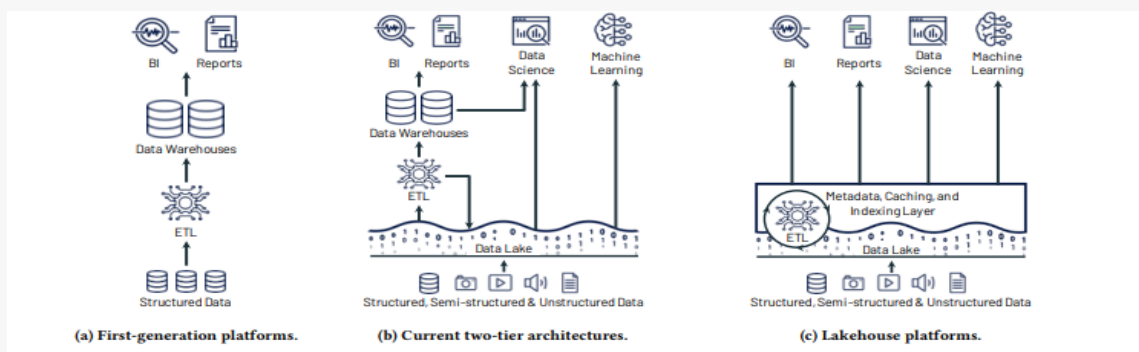 BI
Reports
Data Warehouses
ETL
Structured Data
(a) First-generation platforms.
BI
Reports
Data
Science
Machine
Learning
Data Warehouses
ETL
Data Lake
Structured, Semi-structured & Unstructured Data
(b) Current two-tier architectures.
BI
Reports
Data
Science
Machine
Learning
Metadata, Caching, and
Indexing Layer
ETL
Data Lake
Structured, Semi-structured & Unstructured Data
(c) Lakehouse platforms.